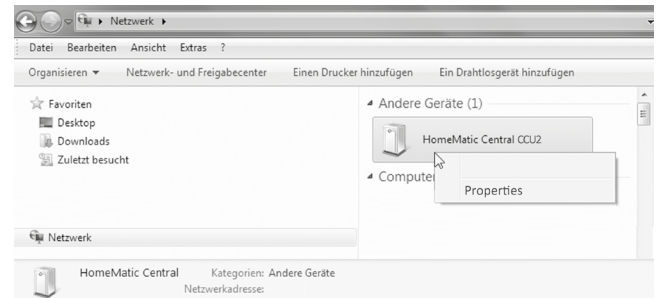 Netzwerk
Datei Bearbeiten Ansicht Extras ?
Organisieren Netzwerk- und Freigabecenter Einen Drucker hinzufügen Ein Drahtlosgerät hinzufügen
Favoriten
Desktop
Downloads
Zuletzt besucht
Netzwerk
Andere Geräte (1)
HomeMatic Central CCU2
Properties
HomeMatic Central Kategorien: Andere Geräte
Netzwerkadresse: